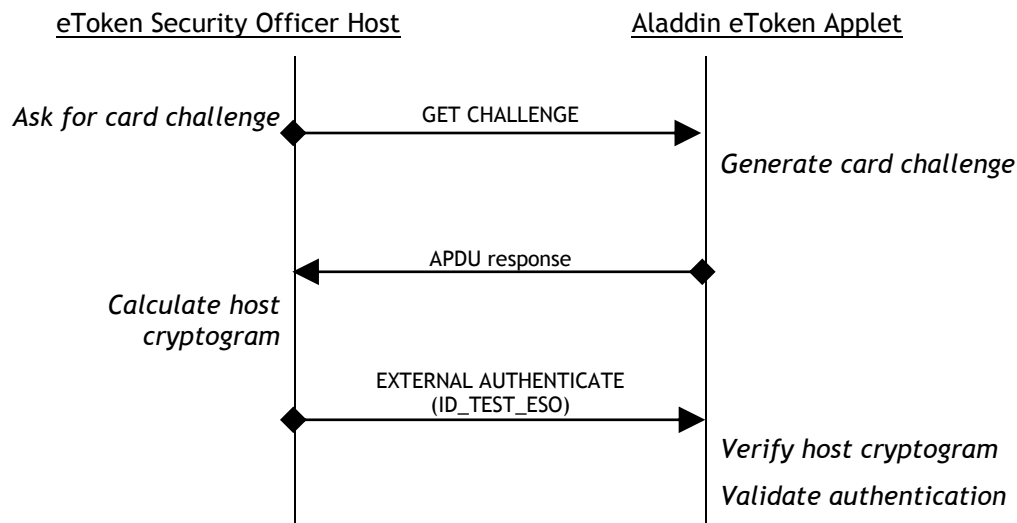 eToken Security Officer Host
Aladdin eToken Applet
Ask for card challenge
GET CHALLENGE
Generate card challenge
APDU response
Calculate host
cryptogram
EXTERNAL AUTHENTICATE
(ID_TEST_ESO)
Verify host cryptogram
Validate authentication